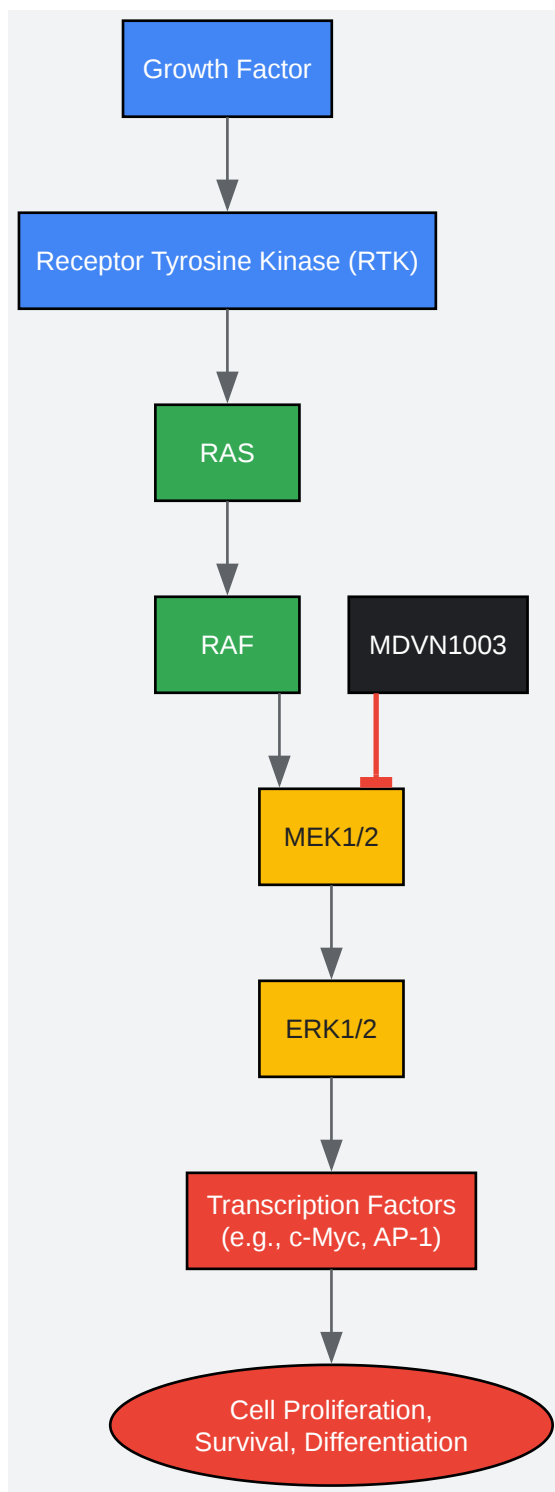 Growth Factor
Receptor Tyrosine Kinase (RTK)
RAS
RAF
MDVN1003
MEK1/2
ERK1/2
Transcription Factors
(e.g., c-Myc, AP-1)
Cell Proliferation,
Survival, Differentiation